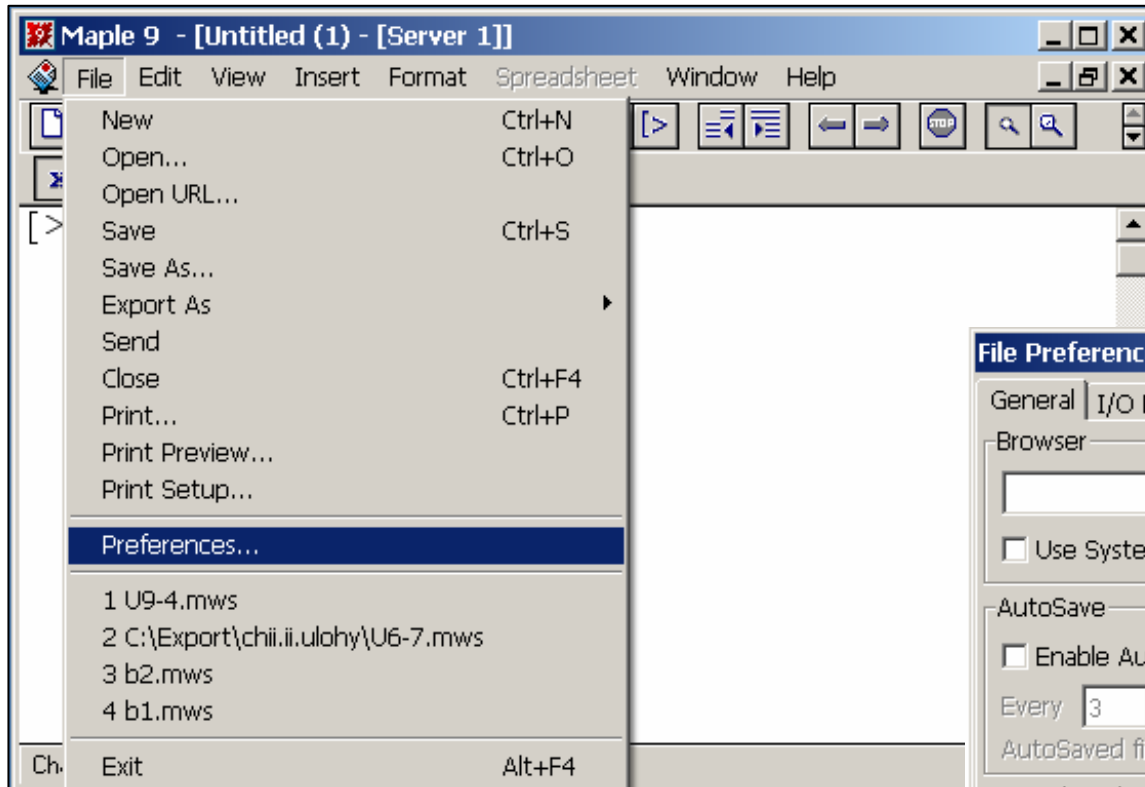 Maple 9 - [Untitled (1) - [Server 1]]
File Edit View Insert Format Spreadsheet Window Help
New Ctrl+N
Open... Ctrl+O
Open URL...
Save Ctrl+S
Save As...
Export As
Send
Close Ctrl+F4
Print... Ctrl+P
Print Preview...
Print Setup...
Preferences...
1 U9-4.mws
2 C:\Export\chii.ii.ulohy\U6-7.mws
3 b2.mws
4 b1.mws
Exit Alt+F4
[>
STOP
[>
File Preferenc
General I/O
Browser
Use Syste
AutoSave
Enable Au
Every 3
AutoSaved fi
Ch